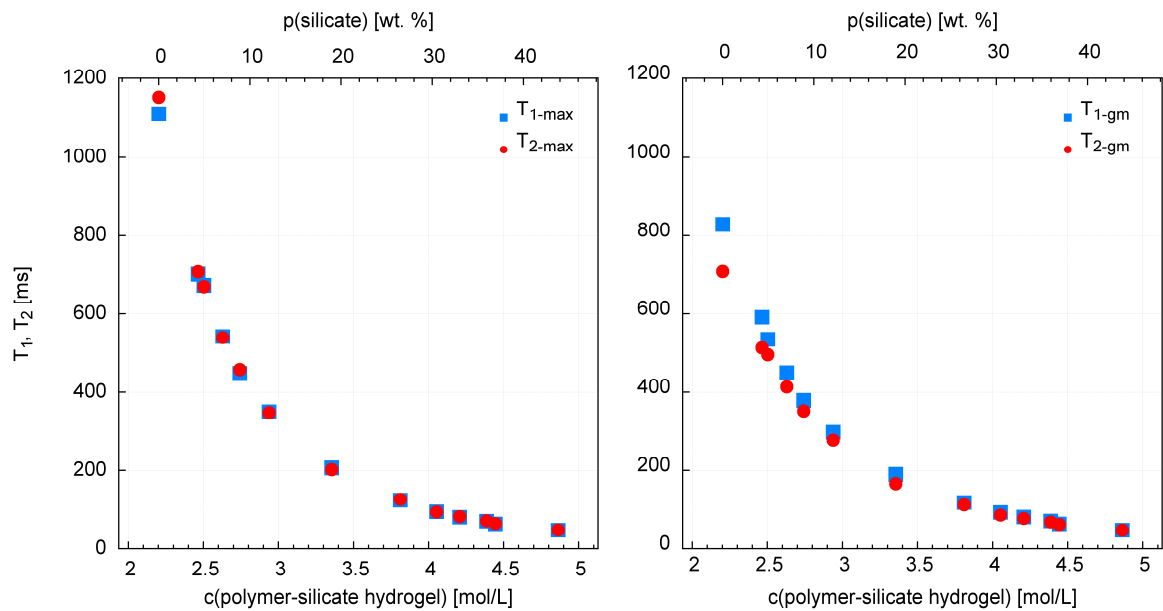 p(silicate) [wt. %]
0 10 20 30 40
1200
1000
800
600
400
200
0
T1-max
T2-max
T1, T2 [ms]
2 2.5 3 3.5 4 4.5 5
c(polymer-silicate hydrogel) [mol/L]
p(silicate) [wt. %]
0 10 20 30 40
1200
1000
800
600
400
200
0
T1-gm
T2-gm
2 2.5 3 3.5 4 4.5 5
c(polymer-silicate hydrogel) [mol/L]